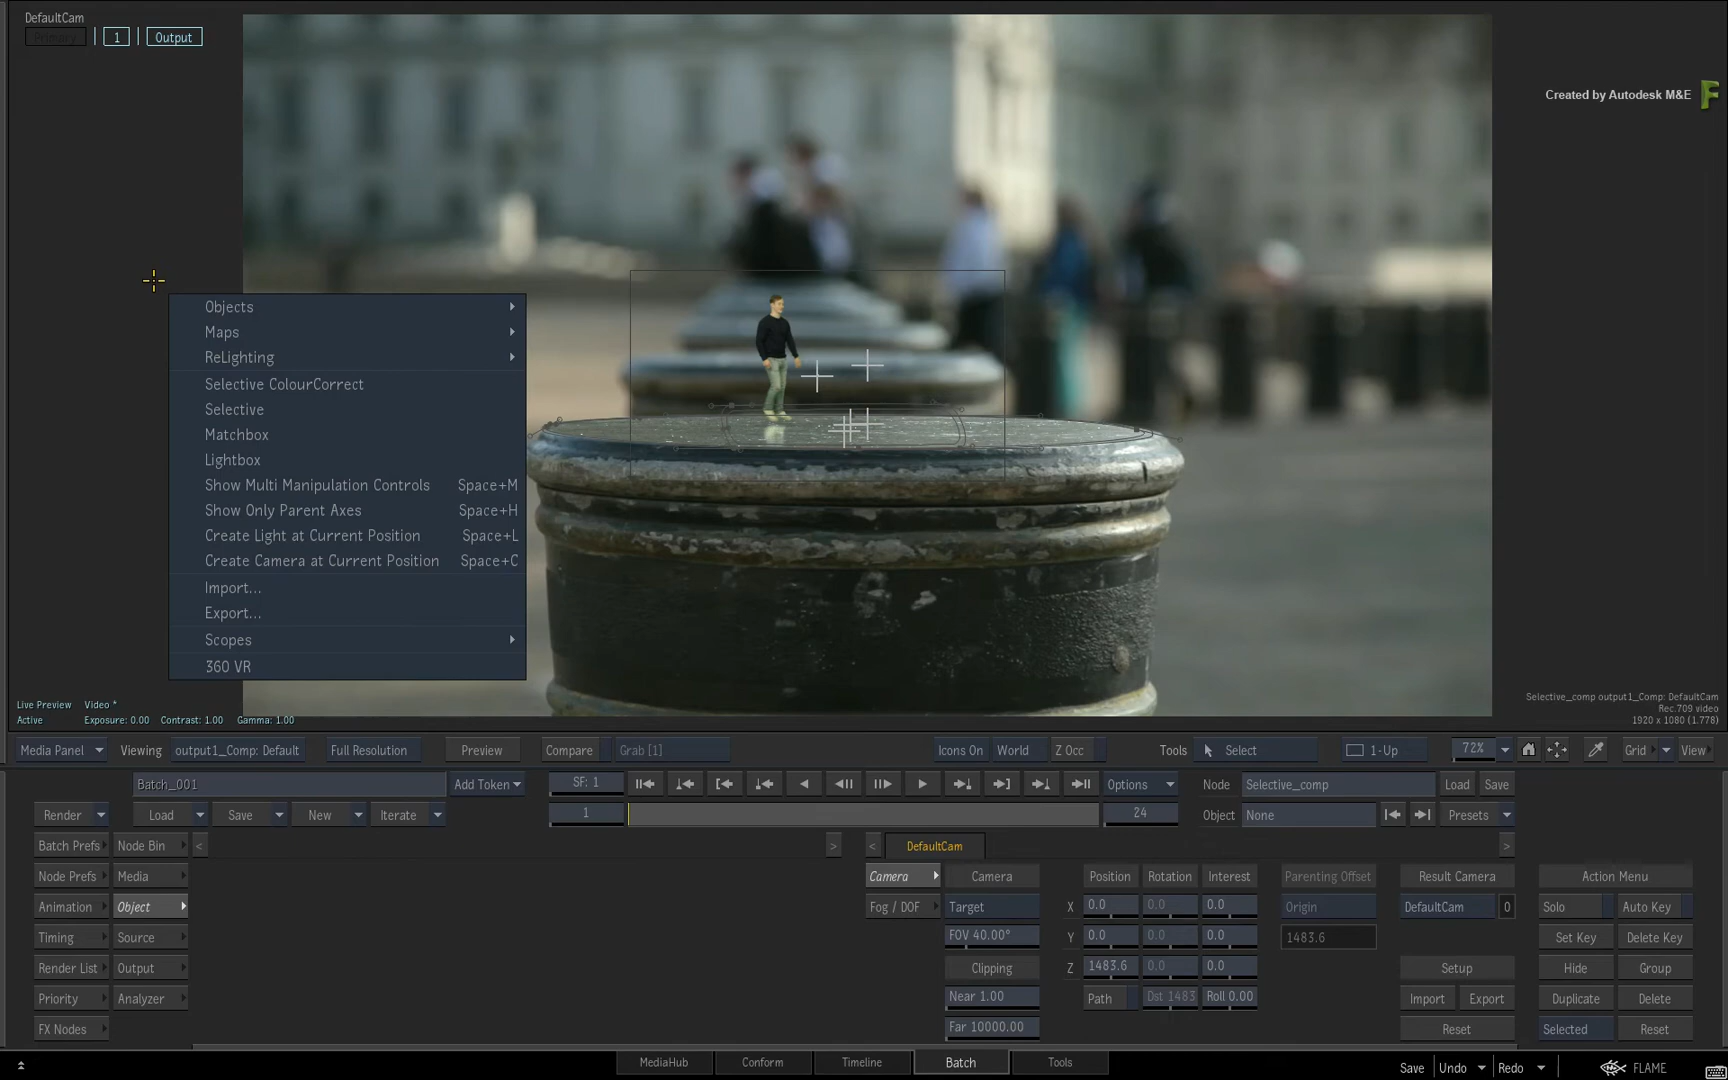 DefaultCam
Primary 1 Output
Created by Autodesk M&E
Objects
Maps
ReLighting
Selective ColourCorrect
Selective
Matchbox
Lightbox
Show Multi Manipulation Controls Space+M
Show Only Parent Axes Space+H
Create Light at Current Position Space+L
Create Camera at Current Position Space+C
Import...
Export...
Scopes
360 VR
Live Preview Video *
Active Exposure: 0.00 Contrast: 1.00 Gamma: 1.00
Selective_comp output1_Comp: DefaultCam
Rec.709 video
1920 x 1080 (1.778)
Media Panel Viewing output1_Comp: Default Full Resolution Preview Compare Grab [1] Icons On World Z Occ Tools Select 1-Up 72% Grid View
Batch_001 Add Token SF: 1 Options Node Selective_comp Load Save
Render Load Save New Iterate 1 24 Object None Presets
Batch Prefs Node Bin < > < DefaultCam >
Node Prefs Media Camera Camera Position Rotation Interest Parenting Offset Result Camera Action Menu
Animation Object Fog / DOF Target X 0.0 0.0 0.0 Origin DefaultCam 0 Solo Auto Key
Timing Source FOV 40.00° Y 0.0 0.0 0.0 1483.6 Set Key Delete Key
Render List Output Clipping Z 1483.6 0.0 0.0 Setup Hide Group
Priority Analyzer Near 1.00 Path Dst 1483 Roll 0.00 Import Export Duplicate Delete
FX Nodes Far 10000.00 Reset Selected Reset
MediaHub Conform Timeline Batch Tools Save Undo Redo FLAME